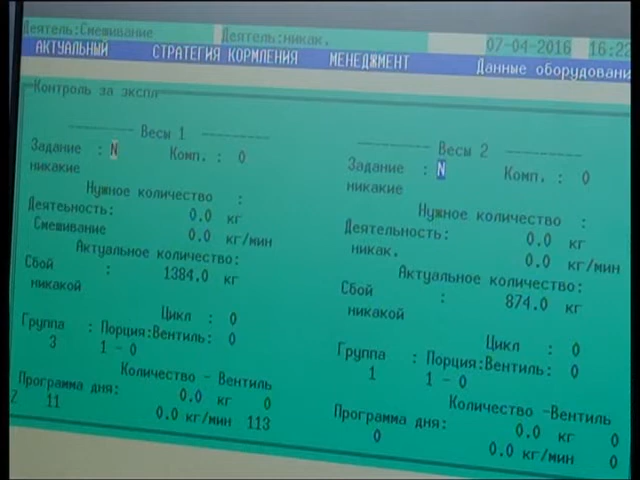 Деятель:Смешивание Деятель:никак. 07-04-2016 16:22
АКТУАЛЬНЫЙ СТРАТЕГИЯ КОРМЛЕНИЯ МЕНЕДЖМЕНТ Данные оборудовани
Контроль за экспл
Весы 1
Задание : N Комп. : 0
никакие
Нужное количество :
Деятеьность: 0.0 кг
Смешивание 0.0 кг/мин
Актуальное количество:
Сбой : 1384.0 кг
никакой
Цикл : 0
Группа : Порция:Вентиль: 0
3 1 - 0
Количество - Вентиль
Программа дня: 0.0 кг 0
Z 11 0.0 кг/мин 113
Весы 2
Задание : N Комп. : 0
никакие
Нужное количество :
Деятельность: 0.0 кг
никак. 0.0 кг/мин
Актуальное количество:
Сбой : 874.0 кг
никакой
Цикл : 0
Группа : Порция:Вентиль: 0
1 1 - 0
Количество -Вентиль
Программа дня: 0.0 кг 0
0 0.0 кг/мин 0